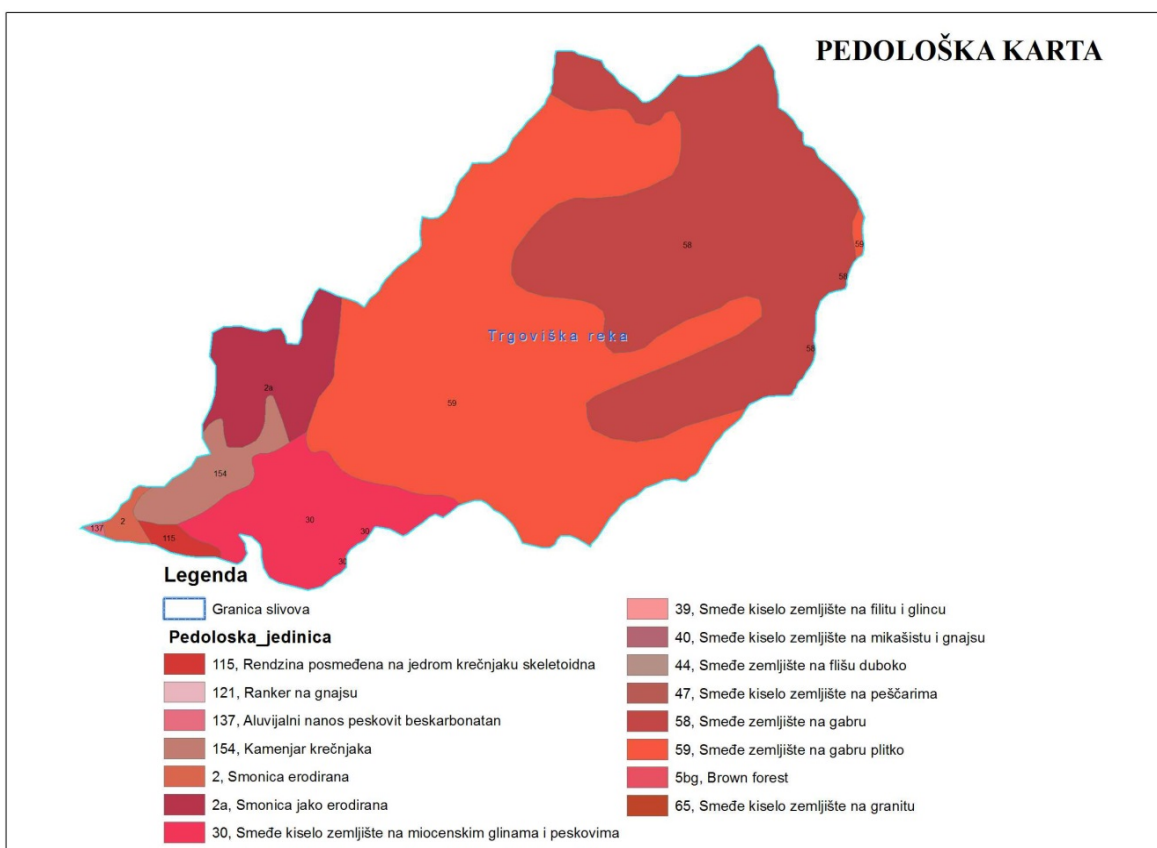 PEDOLOŠKA KARTA
58
59
58
Trgoviška reka
58
2a
59
154
137
2
115
30
30
30
Legenda
Granica slivova
Pedoloska_jedinica
115, Rendzina posmeđena na jedrom krečnjaku skeletoidna
121, Ranker na gnajsu
137, Aluvijalni nanos peskovit beskarbonatan
154, Kamenjar krečnjaka
2, Smonica erodirana
2a, Smonica jako erodirana
30, Smeđe kiselo zemljište na miocenskim glinama i peskovima
39, Smeđe kiselo zemljište na filitu i glincu
40, Smeđe kiselo zemljište na mikašistu i gnajsu
44, Smeđe zemljište na flišu duboko
47, Smeđe kiselo zemljište na peščarima
58, Smeđe zemljište na gabru
59, Smeđe zemljište na gabru plitko
5bg, Brown forest
65, Smeđe kiselo zemljište na granitu